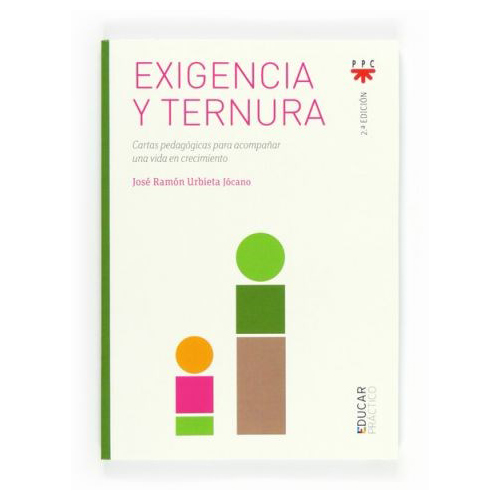 EXIGENCIA
Y TERNURA
PPC
2.ª EDICIÓN
Cartas pedagógicas para acompañar
una vida en crecimiento
José Ramón Urbieta Jócano
EDUCAR
PRÁCTICO